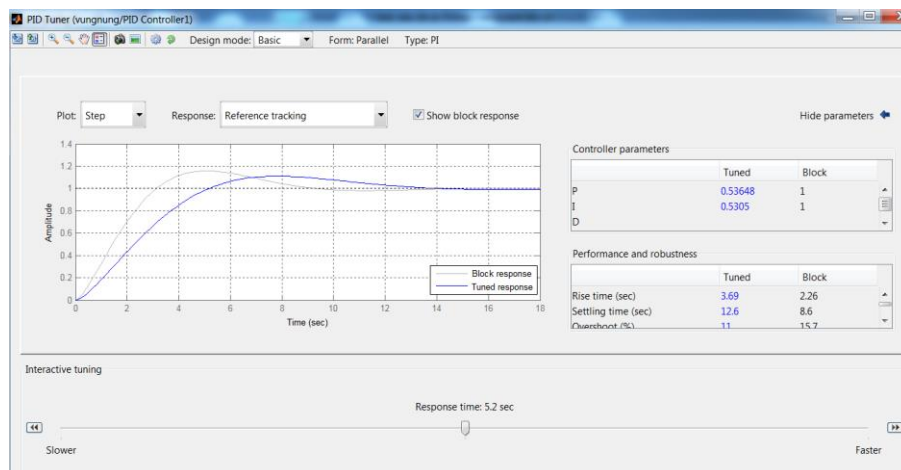 PID Tuner (vungnung/PID Controller1)
Design mode: Basic Form: Parallel Type: PI
Plot: Step Response: Reference tracking Show block response Hide parameters
Controller parameters
Tuned Block
P 0.53648 1
I 0.5305 1
D
Performance and robustness
Tuned Block
Rise time (sec) 3.69 2.26
Settling time (sec) 12.6 8.6
Overshoot (%) 11 15.7
1.4
1.2
1
0.8
0.6
0.4
0.2
0
Amplitude
Block response
Tuned response
0 2 4 6 8 10 12 14 16 18
Time (sec)
Interactive tuning
Response time: 5.2 sec
Slower Faster